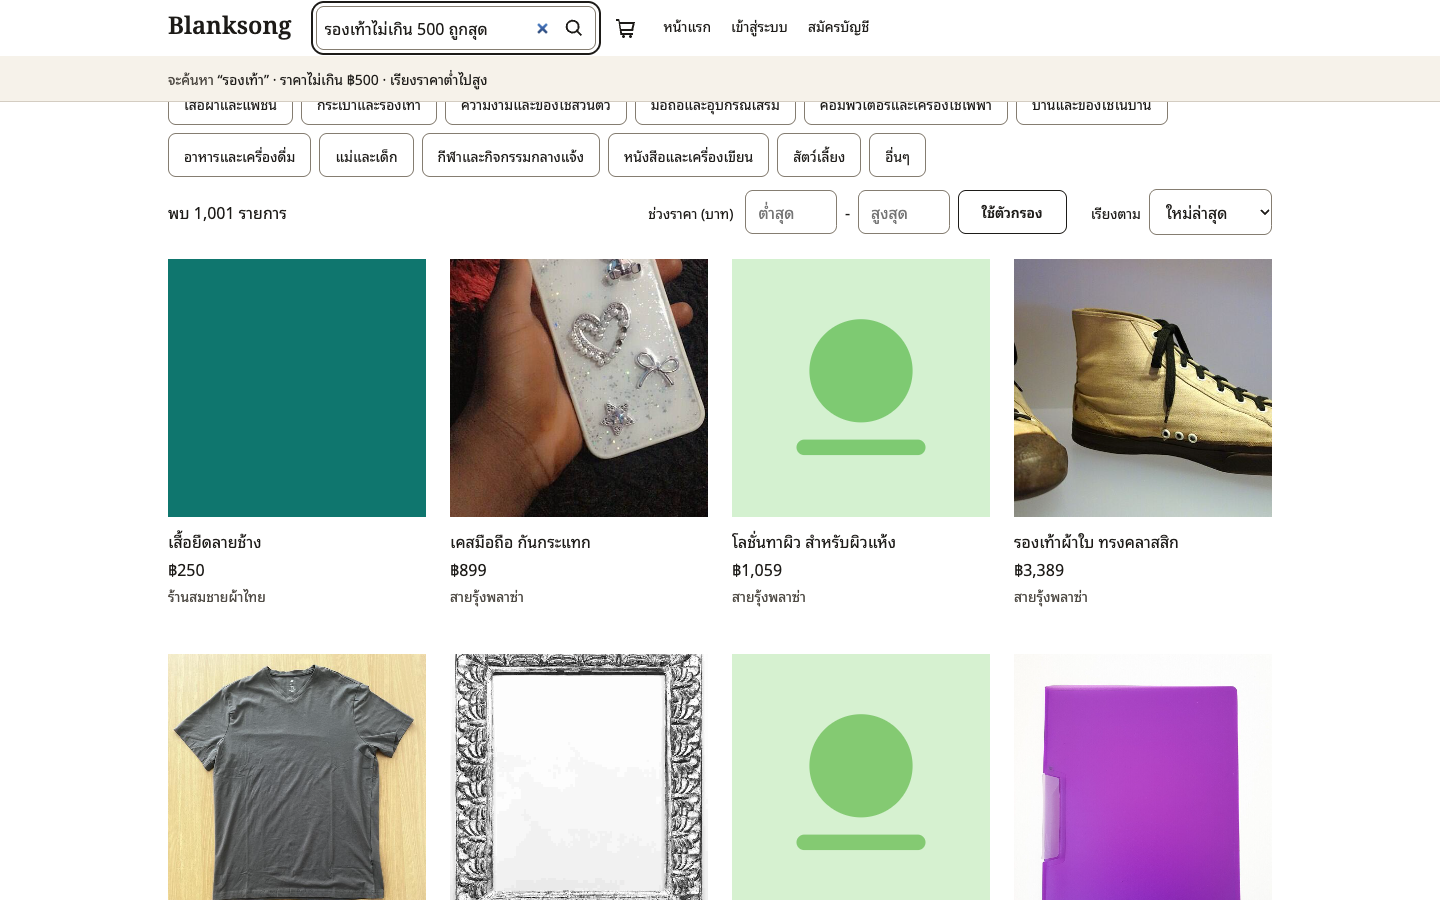 Blanksong
รองเท้าไม่เกิน 500 ถูกสุด
หน้าแรก เข้าสู่ระบบ สมัครบัญชี
จะค้นหา “รองเท้า” · ราคาไม่เกิน ฿500 · เรียงราคาต่ำไปสูง
เสื้อผ้าและแฟชั่น กระเป๋าและรองเท้า ความงามและของใช้ส่วนตัว มือถือและอุปกรณ์เสริม คอมพิวเตอร์และเครื่องใช้ไฟฟ้า บ้านและของใช้ในบ้าน
อาหารและเครื่องดื่ม แม่และเด็ก กีฬาและกิจกรรมกลางแจ้ง หนังสือและเครื่องเขียน สัตว์เลี้ยง อื่นๆ
พบ 1,001 รายการ ช่วงราคา (บาท) ต่ำสุด - สูงสุด ใช้ตัวกรอง เรียงตาม ใหม่ล่าสุด
เสื้อยืดลายช้าง เคสมือถือ กันกระแทก โลชั่นทาผิว สำหรับผิวแห้ง รองเท้าผ้าใบ ทรงคลาสสิก
฿250 ฿899 ฿1,059 ฿3,389
ร้านสมชายผ้าไทย สายรุ้งพลาซ่า สายรุ้งพลาซ่า สายรุ้งพลาซ่า